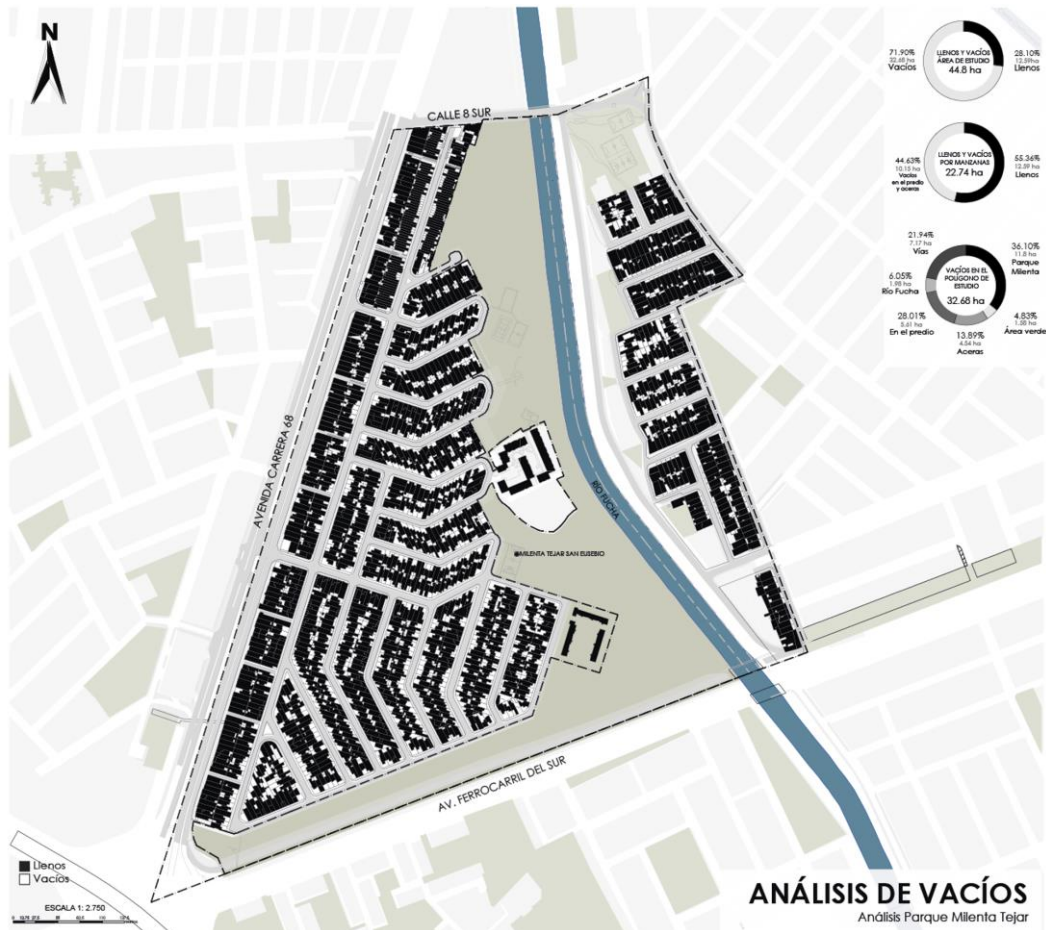 N
CALLE 8 SUR
AVENIDA CARRERA 68
RÍO FUCHA
MILENTA TEJAR SAN EUSEBIO
AV. FERROCARRIL DEL SUR
71.90%
32.68 ha
Vacíos
LLENOS Y VACÍOS
ÁREA DE ESTUDIO
44.8 ha
28.10%
12.59ha
Llenos
44.63%
10.15 ha
Vacíos
en el predio
y aceras
LLENOS Y VACÍOS
POR MANZANAS
22.74 ha
55.36%
12.59 ha
Llenos
21.94%
7.17 ha
Vías
6.05%
1.98 ha
Río Fucha
28.01%
5.61 ha
En el predio
VACÍOS EN EL
POLÍGONO DE
ESTUDIO
32.68 ha
36.10%
11.8 ha
Parque
Milenta
4.83%
1.58 ha
Área verde
13.89%
4.54 ha
Aceras
Llenos
Vacíos
ESCALA 1: 2.750
ANÁLISIS DE VACÍOS
Análisis Parque Milenta Tejar